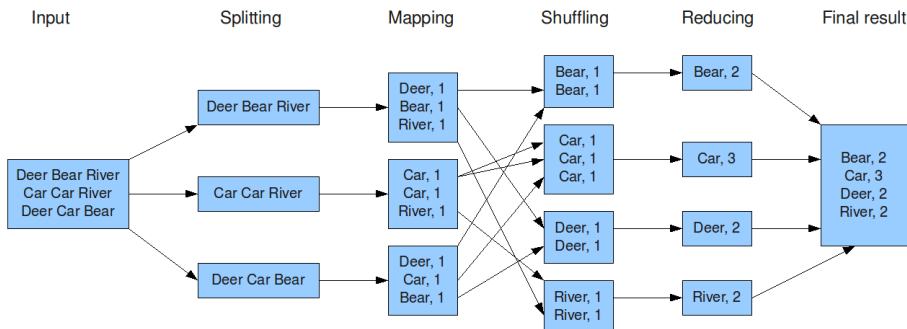 Input
Splitting
Mapping
Shuffling
Reducing
Final result
Deer Bear River
Car Car River
Deer Car Bear
Deer Bear River
Car Car River
Deer Car Bear
Deer, 1
Bear, 1
River, 1
Car, 1
Car, 1
River, 1
Deer, 1
Car, 1
Bear, 1
Bear, 1
Bear, 1
Car, 1
Car, 1
Car, 1
Deer, 1
Deer, 1
River, 1
River, 1
Bear, 2
Car, 3
Deer, 2
River, 2
Bear, 2
Car, 3
Deer, 2
River, 2